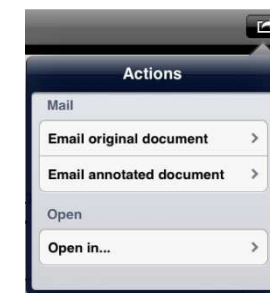 Actions
Mail
Email original document
Email annotated document
Open
Open in...